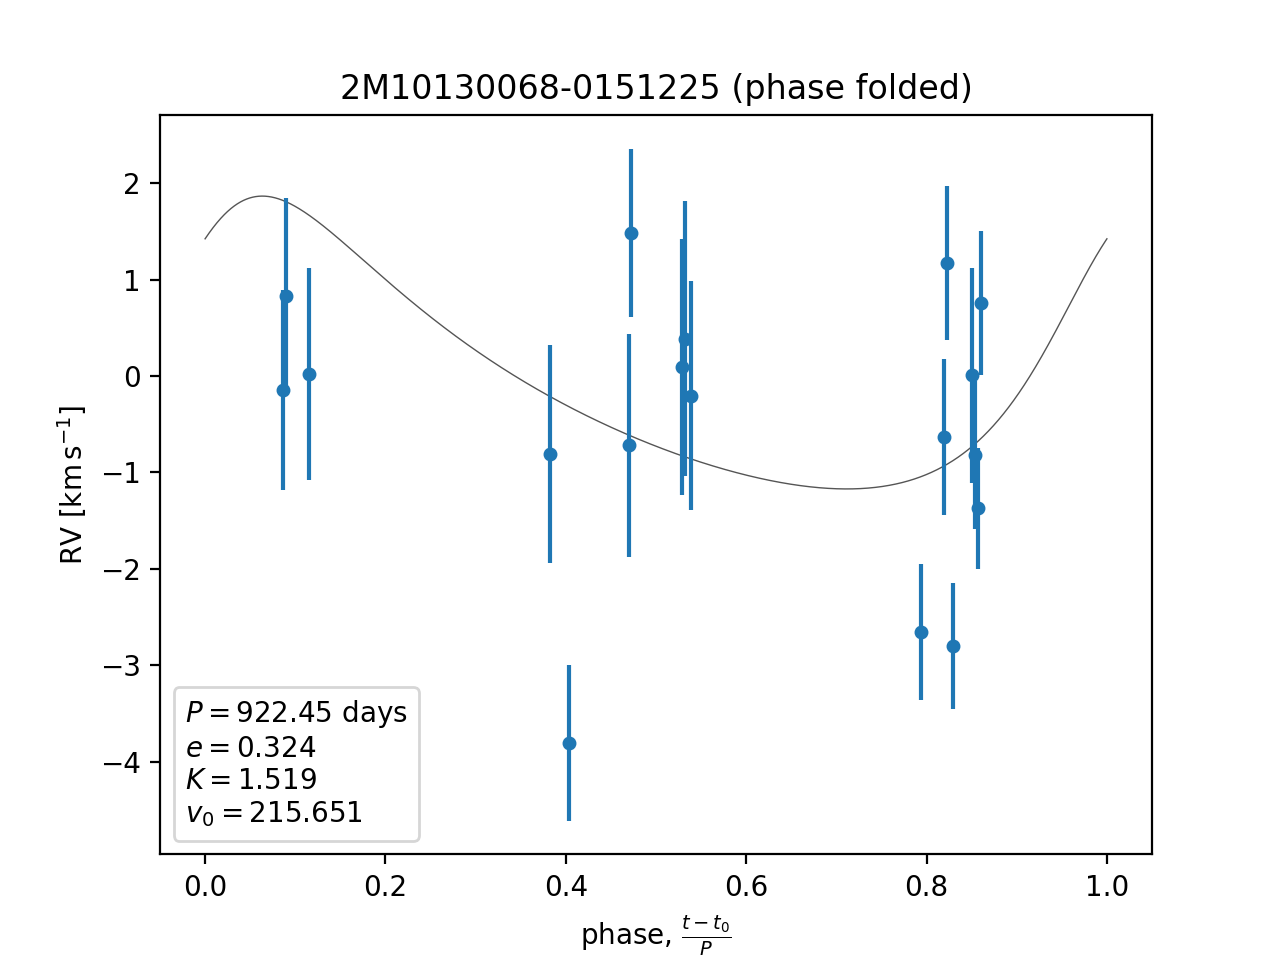 2M10130068-0151225 (phase folded)
RV [km s⁻¹]
2
1
0
−1
−2
−3
−4
P = 922.45 days
e = 0.324
K = 1.519
v₀ = 215.651
0.0 0.2 0.4 0.6 0.8 1.0
phase, (t − t₀)/P